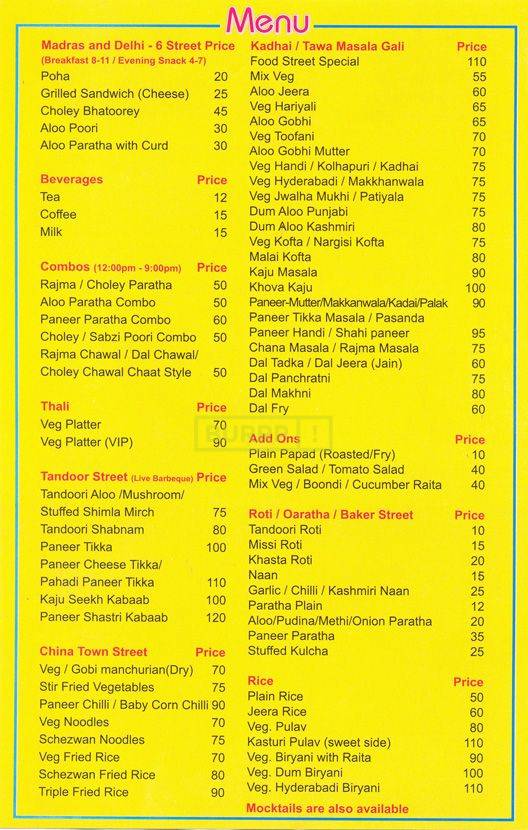 Menu
Madras and Delhi - 6 Street Price
(Breakfast 8-11 / Evening Snack 4-7)
Poha 20
Grilled Sandwich (Cheese) 25
Choley Bhatoorey 45
Aloo Poori 30
Aloo Paratha with Curd 30
Beverages Price
Tea 12
Coffee 15
Milk 15
Combos (12:00pm - 9:00pm) Price
Rajma / Choley Paratha 50
Aloo Paratha Combo 50
Paneer Paratha Combo 60
Choley / Sabzi Poori Combo 50
Rajma Chawal / Dal Chawal/
Choley Chawal Chaat Style 50
Thali Price
Veg Platter 70
Veg Platter (VIP) 90
Tandoor Street (Live Barbeque) Price
Tandoori Aloo /Mushroom/
Stuffed Shimla Mirch 75
Tandoori Shabnam 80
Paneer Tikka 100
Paneer Cheese Tikka/
Pahadi Paneer Tikka 110
Kaju Seekh Kabaab 100
Paneer Shastri Kabaab 120
China Town Street Price
Veg / Gobi manchurian(Dry) 70
Stir Fried Vegetables 75
Paneer Chilli / Baby Corn Chilli 90
Veg Noodles 70
Schezwan Noodles 75
Veg Fried Rice 70
Schezwan Fried Rice 80
Triple Fried Rice 90
Kadhai / Tawa Masala Gali Price
Food Street Special 110
Mix Veg 55
Aloo Jeera 60
Veg Hariyali 65
Aloo Gobhi 65
Veg Toofani 70
Aloo Gobhi Mutter 70
Veg Handi / Kolhapuri / Kadhai 75
Veg Hyderabadi / Makkhanwala 75
Veg Jwalha Mukhi / Patiyala 75
Dum Aloo Punjabi 75
Dum Aloo Kashmiri 80
Veg Kofta / Nargisi Kofta 75
Malai Kofta 80
Kaju Masala 90
Khova Kaju 100
Paneer-Mutter/Makkanwala/Kadai/Palak 90
Paneer Tikka Masala / Pasanda
Paneer Handi / Shahi paneer 95
Chana Masala / Rajma Masala 75
Dal Tadka / Dal Jeera (Jain) 60
Dal Panchratni 75
Dal Makhni 80
Dal Fry 60
BURRP !
Add Ons Price
Plain Papad (Roasted/Fry) 10
Green Salad / Tomato Salad 40
Mix Veg / Boondi / Cucumber Raita 40
Roti / Oaratha / Baker Street Price
Tandoori Roti 10
Missi Roti 15
Khasta Roti 20
Naan 15
Garlic / Chilli / Kashmiri Naan 25
Paratha Plain 12
Aloo/Pudina/Methi/Onion Paratha 20
Paneer Paratha 35
Stuffed Kulcha 25
Rice Price
Plain Rice 50
Jeera Rice 60
Veg. Pulav 80
Kasturi Pulav (sweet side) 110
Veg. Biryani with Raita 90
Veg. Dum Biryani 100
Veg. Hyderabadi Biryani 110
Mocktails are also available